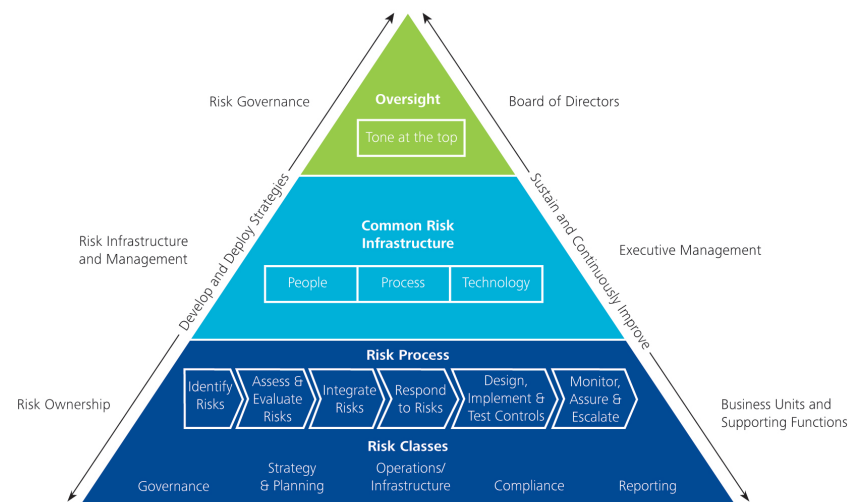 Risk Governance
Oversight
Board of Directors
Tone at the top
Develop and Deploy Strategies
Sustain and Continuously Improve
Risk Infrastructure
and Management
Common Risk
Infrastructure
Executive Management
People
Process
Technology
Risk Process
Risk Ownership
Identify
Risks
Assess &
Evaluate
Risks
Integrate
Risks
Respond
to Risks
Design,
Implement &
Test Controls
Monitor,
Assure &
Escalate
Business Units and
Supporting Functions
Risk Classes
Governance
Strategy
& Planning
Operations/
Infrastructure
Compliance
Reporting